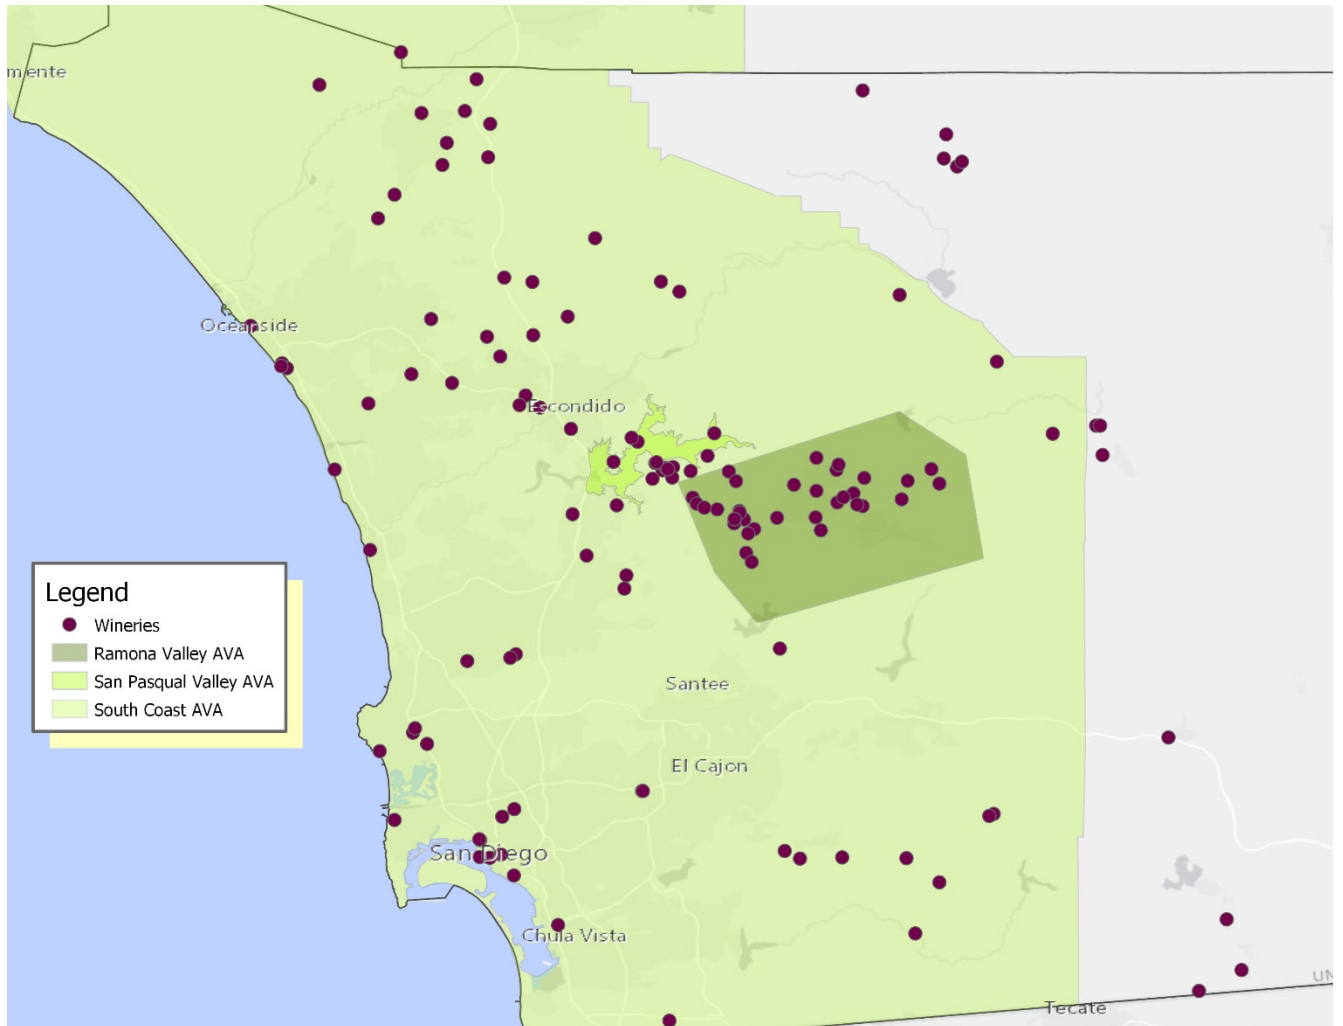 mente
Oceanside
Escondido
Legend
Wineries
Ramona Valley AVA
San Pasqual Valley AVA
South Coast AVA
Santee
El Cajon
San Diego
Chula Vista
UN
Tecate